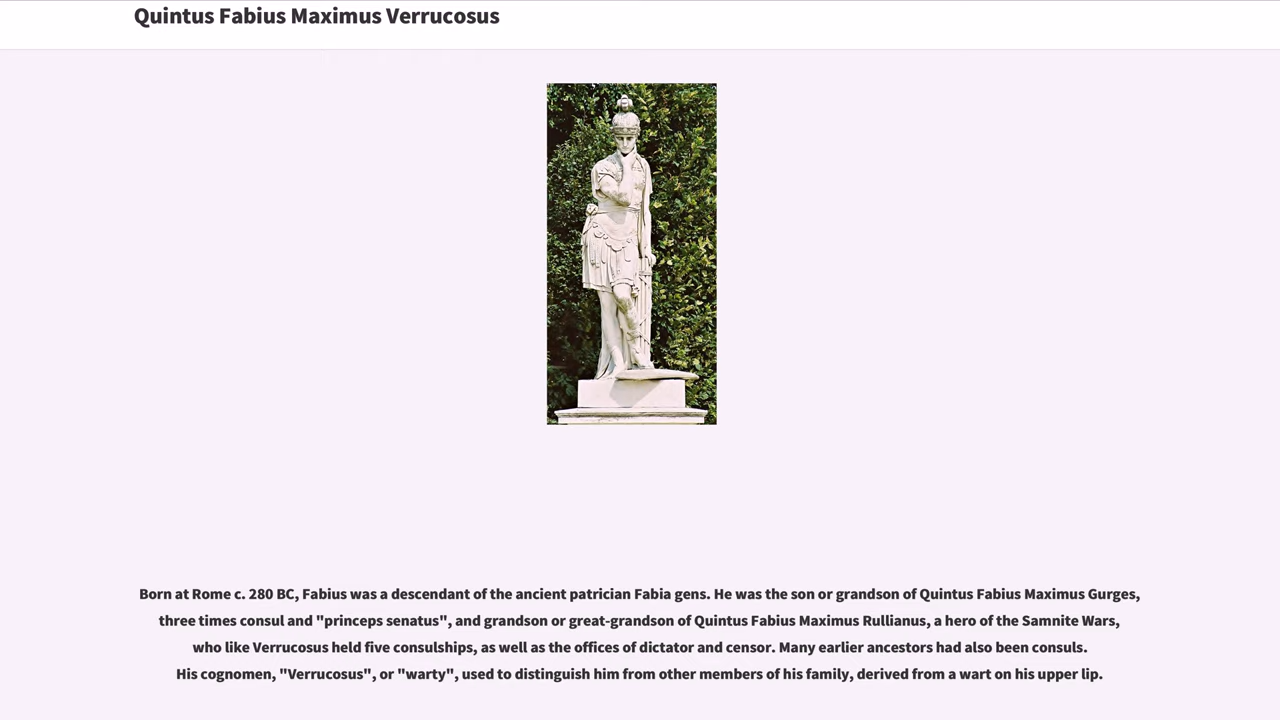 Quintus Fabius Maximus Verrucosus
Born at Rome c. 280 BC, Fabius was a descendant of the ancient patrician Fabia gens. He was the son or grandson of Quintus Fabius Maximus Gurges,
three times consul and "princeps senatus", and grandson or great-grandson of Quintus Fabius Maximus Rullianus, a hero of the Samnite Wars,
who like Verrucosus held five consulships, as well as the offices of dictator and censor. Many earlier ancestors had also been consuls.
His cognomen, "Verrucosus", or "warty", used to distinguish him from other members of his family, derived from a wart on his upper lip.